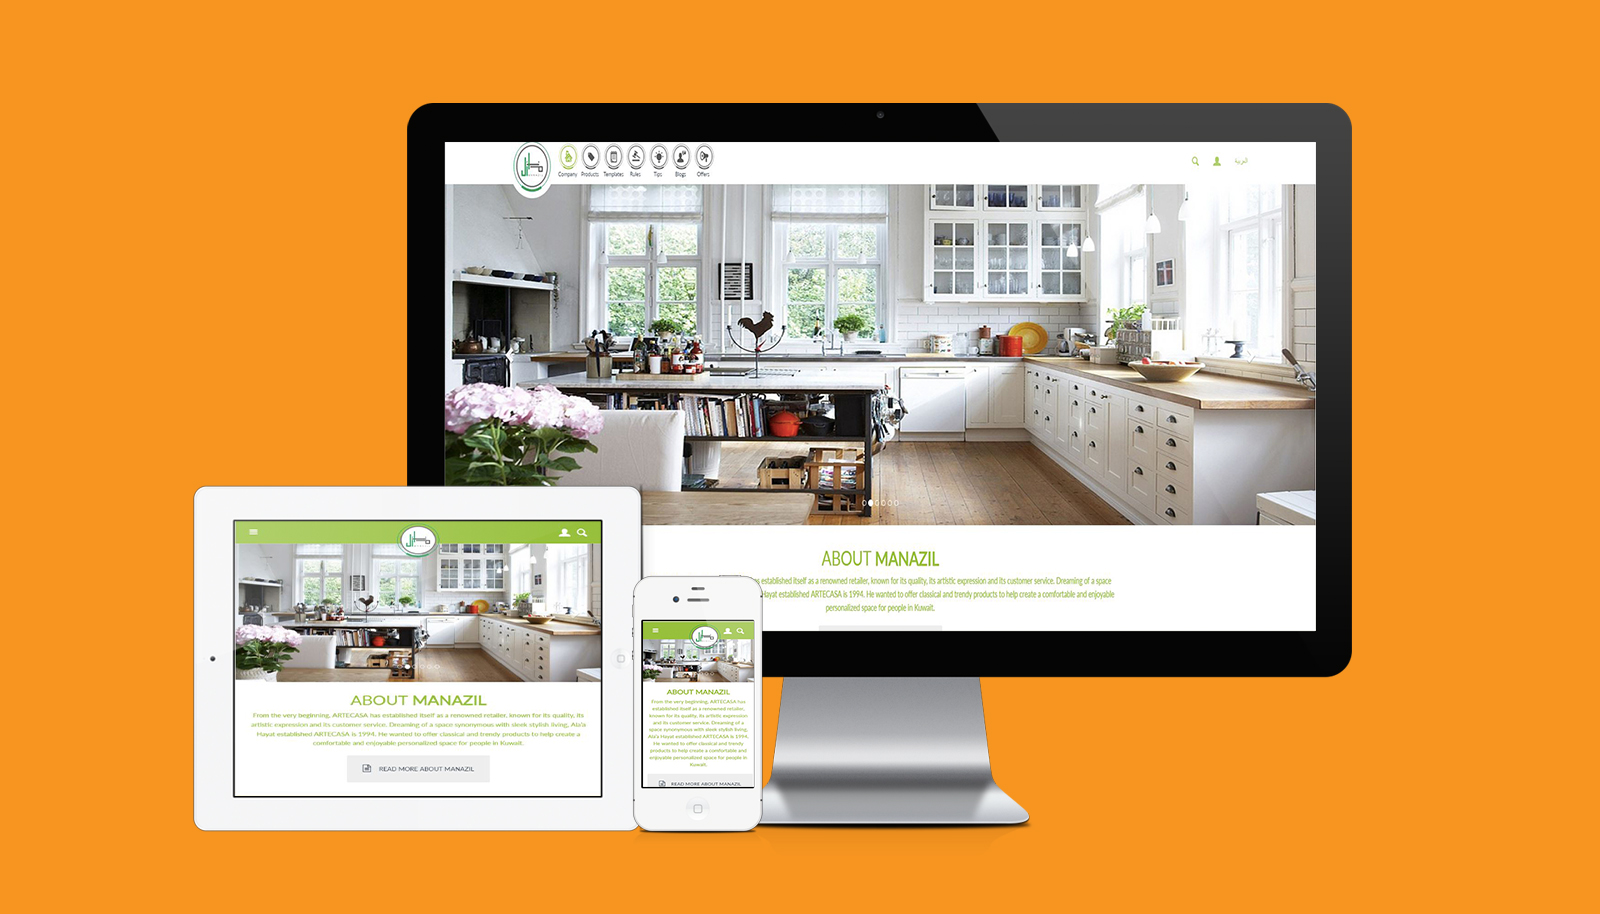 Company Products Templates Rules Tips Blogs Offers
العربية
ABOUT MANAZIL
as established itself as a renowned retailer, known for its quality, its artistic expression and its customer service. Dreaming of a space
Hayat established ARTECASA is 1994. He wanted to offer classical and trendy products to help create a comfortable and enjoyable
personalized space for people in Kuwait.
ABOUT MANAZIL
From the very beginning, ARTECASA has established itself as a renowned retailer, known for its quality, its
artistic expression and its customer service. Dreaming of a space synonymous with sleek stylish living, Ala'a
Hayat established ARTECASA is 1994. He wanted to offer classical and trendy products to help create a
comfortable and enjoyable personalized space for people in Kuwait.
READ MORE ABOUT MANAZIL
ABOUT MANAZIL
From the very beginning, ARTECASA has
established itself as a renowned retailer,
known for its quality, its artistic expression
and its customer service. Dreaming of a
space synonymous with sleek stylish living,
Ala'a Hayat established ARTECASA is 1994.
He wanted to offer classical and trendy
products to help create a comfortable and
enjoyable personalized space for people in
Kuwait.
READ MORE ABOUT MANAZIL